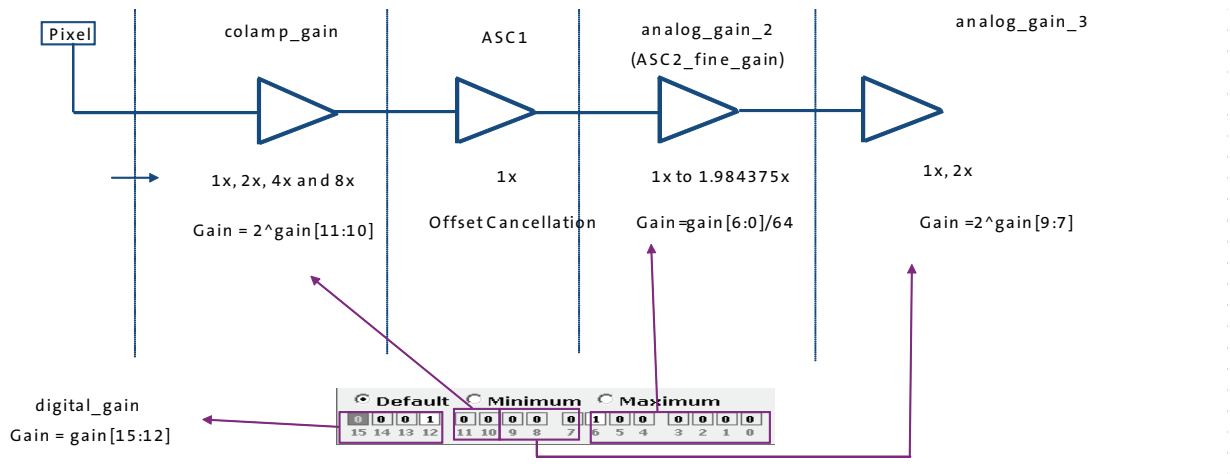 Pixel
colamp_gain
ASC1
analog_gain_2
(ASC2_fine_gain)
analog_gain_3
1x, 2x, 4x and 8x
1x
1x to 1.984375x
1x, 2x
Gain = 2^gain[11:10]
Offset Cancellation
Gain=gain[6:0]/64
Gain =2^gain[9:7]
Default Minimum Maximum
0 0 0 1 0 0 0 0 0 0 1 0 0 0 0 0 0
15 14 13 12 11 10 9 8 7 6 5 4 3 2 1 0
digital_gain
Gain = gain[15:12]